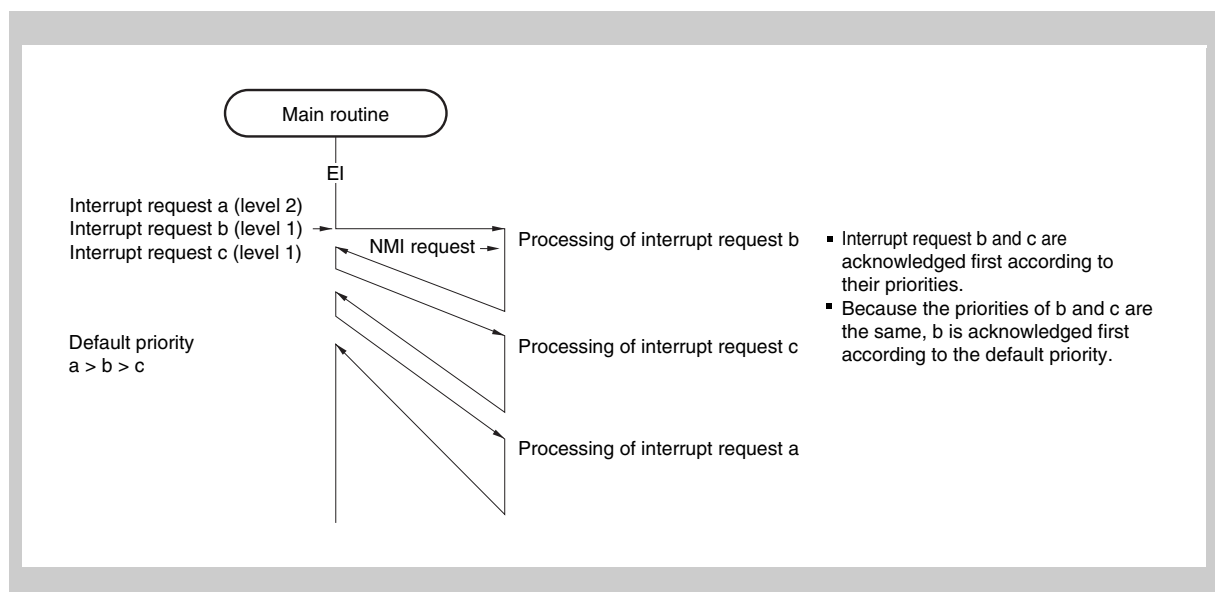 Main routine
EI
Interrupt request a (level 2)
Interrupt request b (level 1)
Interrupt request c (level 1)
NMI request
Processing of interrupt request b
▪ Interrupt request b and c are
acknowledged first according to
their priorities.
▪ Because the priorities of b and c are
the same, b is acknowledged first
according to the default priority.
Default priority
a > b > c
Processing of interrupt request c
Processing of interrupt request a